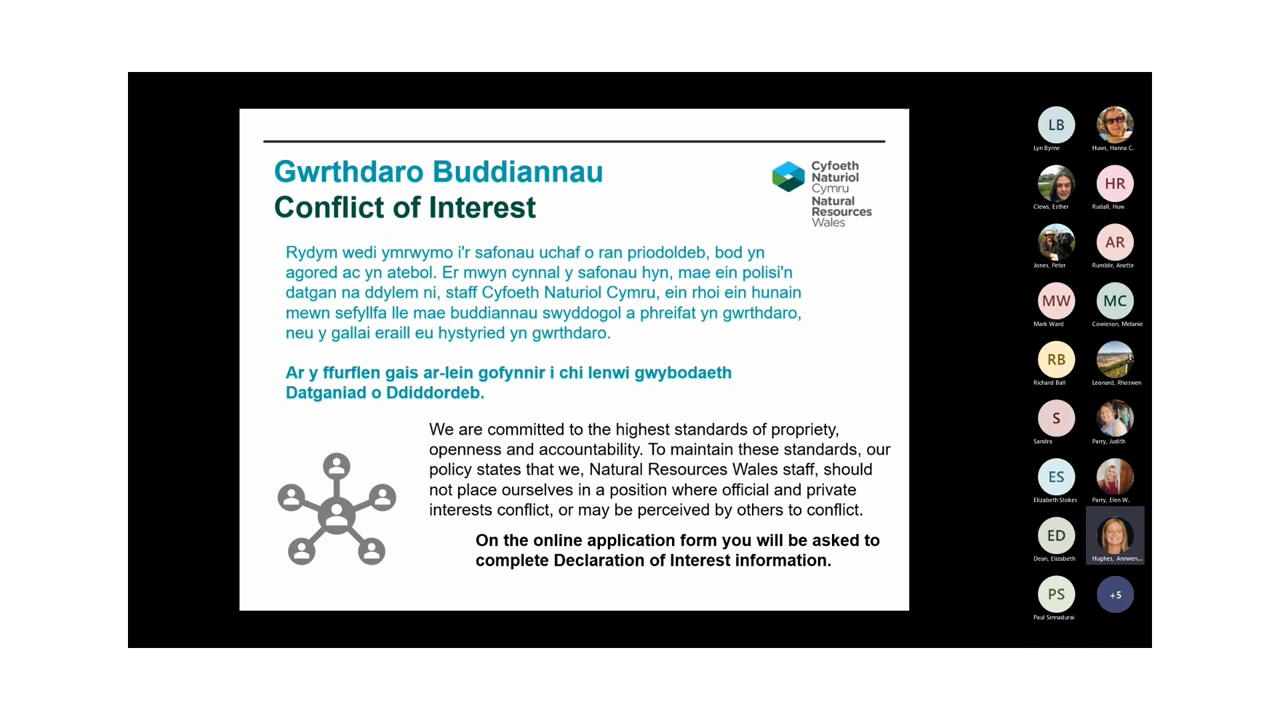 Gwrthdaro Buddiannau
Conflict of Interest
Cyfoeth
Naturiol
Cymru
Natural
Resources
Wales
Rydym wedi ymrwymo i'r safonau uchaf o ran priodoldeb, bod yn
agored ac yn atebol. Er mwyn cynnal y safonau hyn, mae ein polisi'n
datgan na ddylem ni, staff Cyfoeth Naturiol Cymru, ein rhoi ein hunain
mewn sefyllfa lle mae buddiannau swyddogol a phreifat yn gwrthdaro,
neu y gallai eraill eu hystyried yn gwrthdaro.
Ar y ffurflen gais ar-lein gofynnir i chi lenwi gwybodaeth
Datganiad o Ddiddordeb.
We are committed to the highest standards of propriety,
openness and accountability. To maintain these standards, our
policy states that we, Natural Resources Wales staff, should
not place ourselves in a position where official and private
interests conflict, or may be perceived by others to conflict.
On the online application form you will be asked to
complete Declaration of Interest information.
LB
Lyn Byrne
Huws, Hanna C.
Clews, Esther
HR
Rudall, Huw
Jones, Peter
AR
Rumble, Anette
MW
Mark Ward
MC
Cowieson, Melanie
RB
Richard Ball
Leonard, Rhoswen
S
Sandra
Parry, Judith
ES
Elizabeth Stokes
Parry, Elen W.
ED
Dean, Elizabeth
Hughes, Annwen...
PS
Paul Sinnadurai
+5